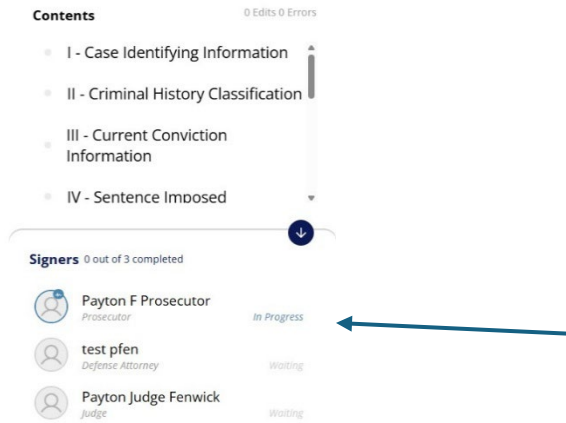 Contents 0 Edits 0 Errors
I - Case Identifying Information
II - Criminal History Classification
III - Current Conviction
Information
IV - Sentence Imposed
Signers 0 out of 3 completed
Payton F Prosecutor
Prosecutor In Progress
test pfen
Defense Attorney Waiting
Payton Judge Fenwick
Judge Waiting